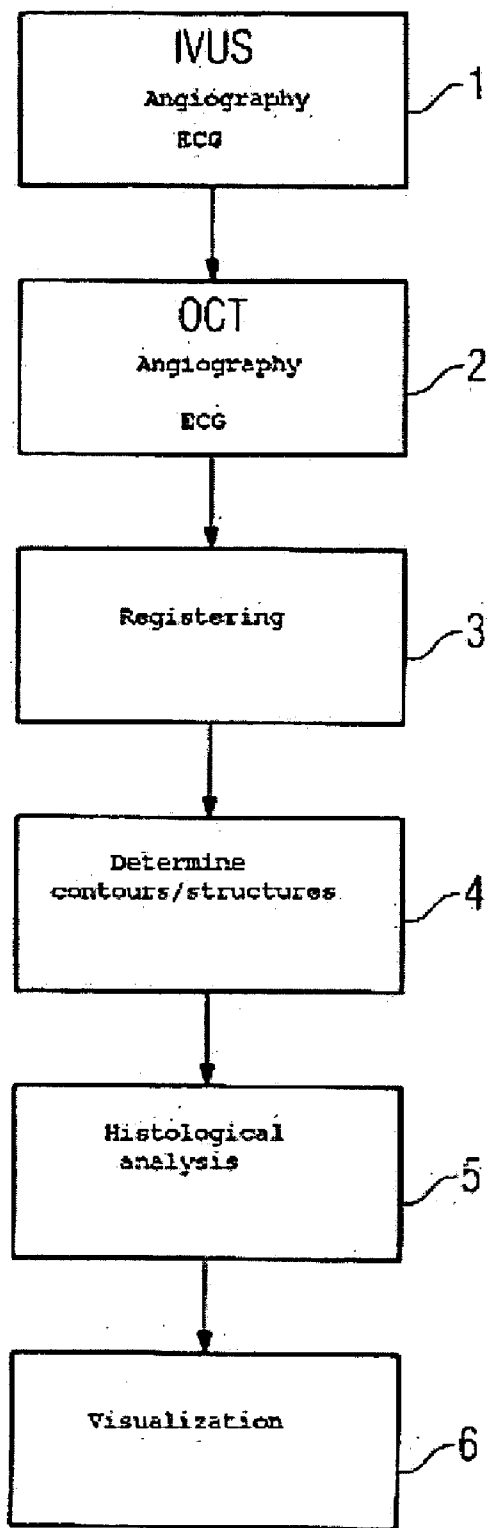 IVUS
Angiography
ECG
1
OCT
Angiography
ECG
2
Registering
3
Determine
contours/structures
4
Histological
analysis
5
Visualization
6